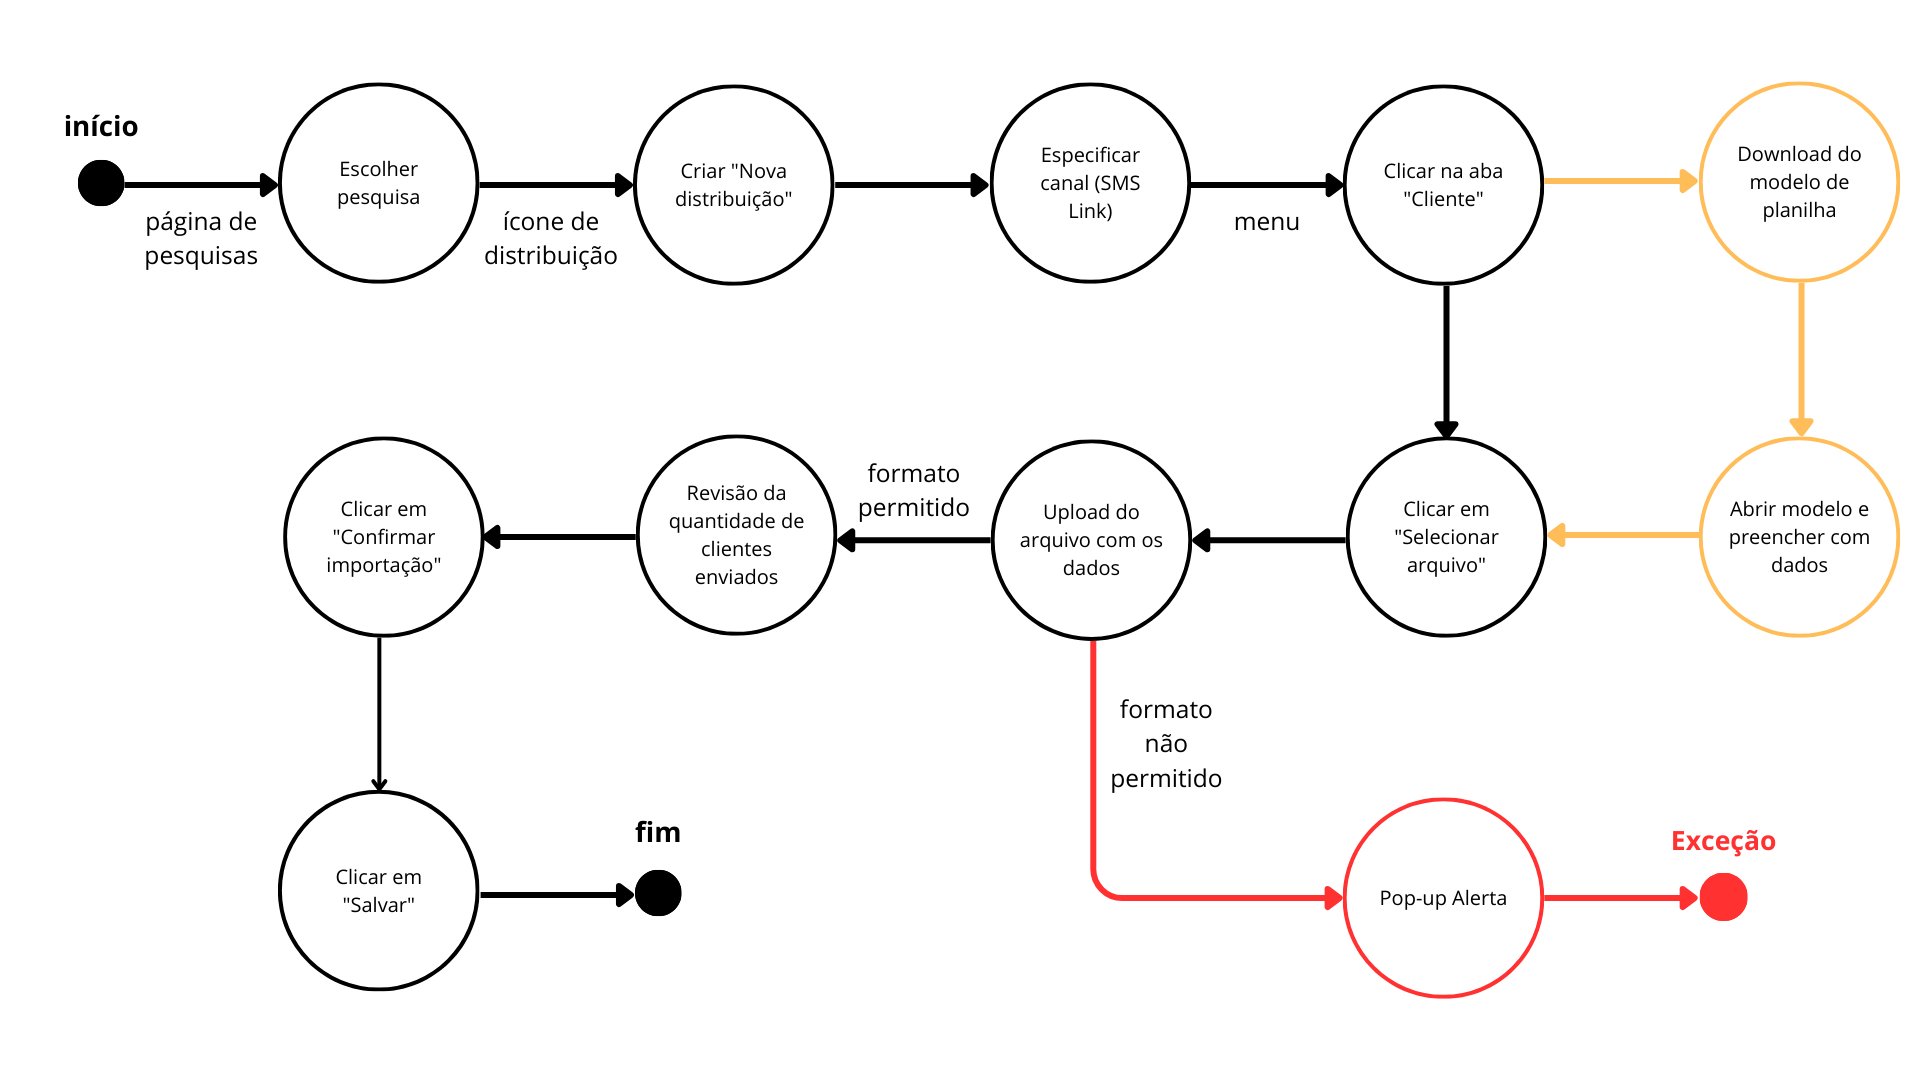 início
página de
pesquisas
Escolher
pesquisa
ícone de
distribuição
Criar "Nova
distribuição"
Especificar
canal (SMS
Link)
menu
Clicar na aba
"Cliente"
Download do
modelo de
planilha
Abrir modelo e
preencher com
dados
Clicar em
"Selecionar
arquivo"
Upload do
arquivo com os
dados
formato
permitido
Revisão da
quantidade de
clientes
enviados
Clicar em
"Confirmar
importação"
Clicar em
"Salvar"
fim
formato
não
permitido
Pop-up Alerta
Exceção